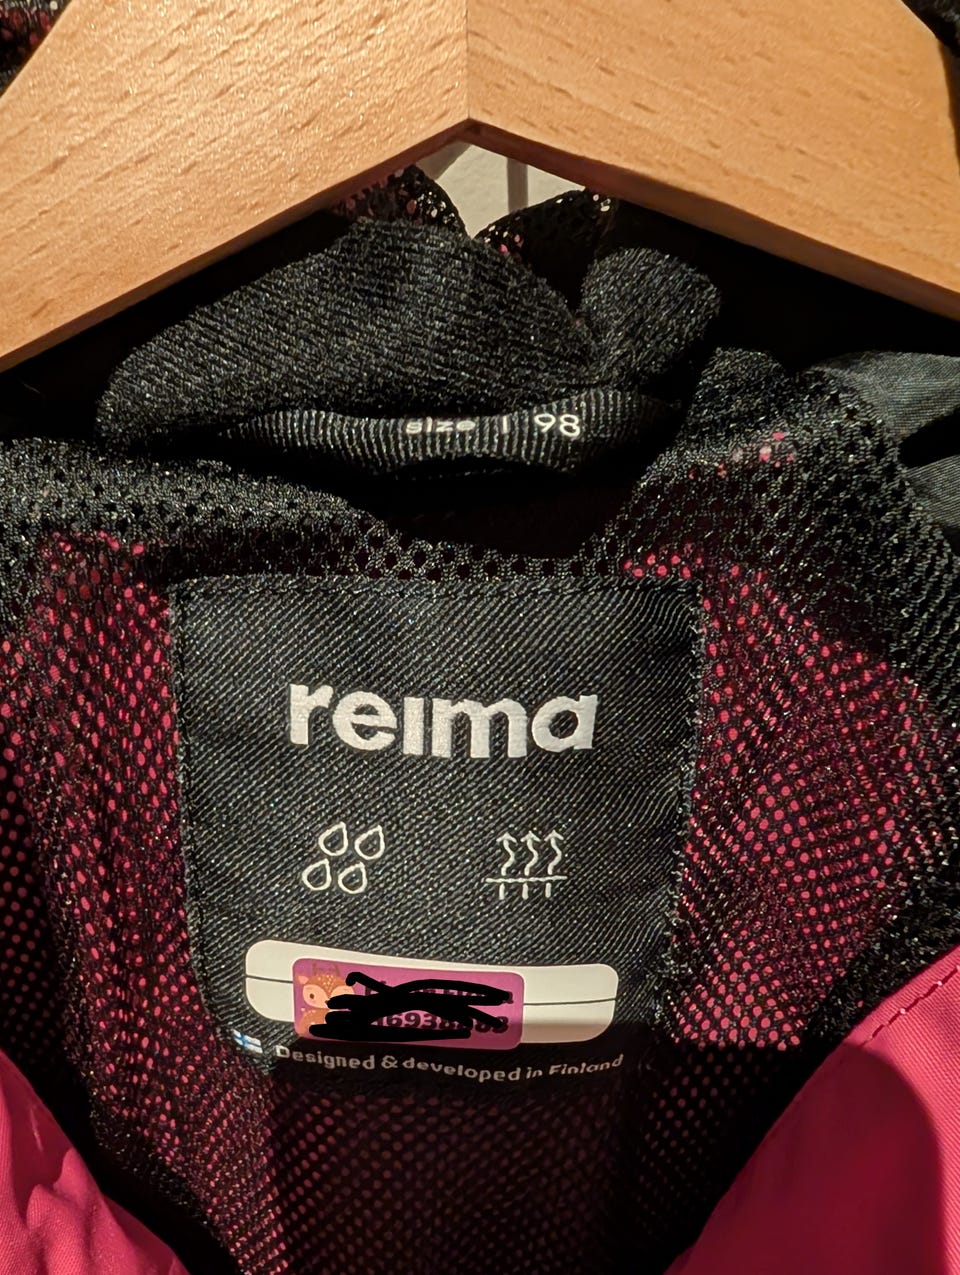 size | 98
reima
Designed & developed in Finland